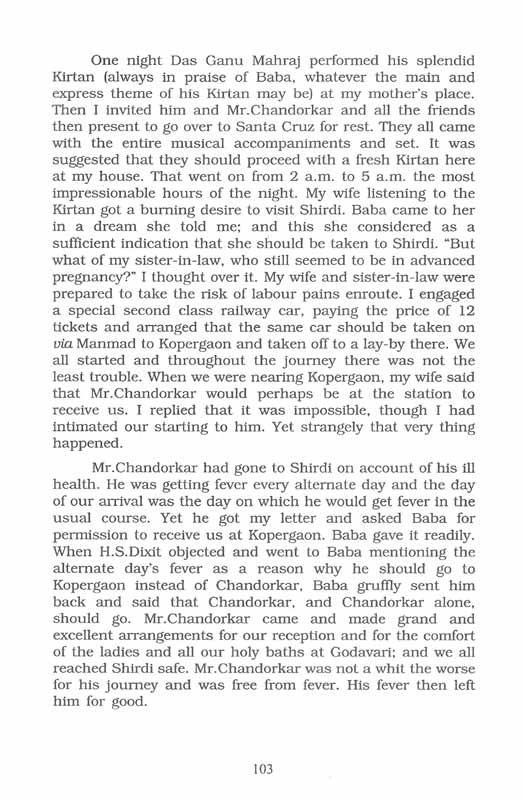 One night Das Ganu Mahraj performed his splendid
Kirtan (always in praise of Baba, whatever the main and
express theme of his Kirtan may be) at my mother's place.
Then I invited him and Mr.Chandorkar and all the friends
then present to go over to Santa Cruz for rest. They all came
with the entire musical accompaniments and set. It was
suggested that they should proceed with a fresh Kirtan here
at my house. That went on from 2 a.m. to 5 a.m. the most
impressionable hours of the night. My wife listening to the
Kirtan got a burning desire to visit Shirdi. Baba came to her
in a dream she told me; and this she considered as a
sufficient indication that she should be taken to Shirdi. "But
what of my sister-in-law, who still seemed to be in advanced
pregnancy?" I thought over it. My wife and sister-in-law were
prepared to take the risk of labour pains enroute. I engaged
a special second class railway car, paying the price of 12
tickets and arranged that the same car should be taken on
via Manmad to Kopergaon and taken off to a lay-by there. We
all started and throughout the journey there was not the
least trouble. When we were nearing Kopergaon, my wife said
that Mr.Chandorkar would perhaps be at the station to
receive us. I replied that it was impossible, though I had
intimated our starting to him. Yet strangely that very thing
happened.
Mr.Chandorkar had gone to Shirdi on account of his ill
health. He was getting fever every alternate day and the day
of our arrival was the day on which he would get fever in the
usual course. Yet he got my letter and asked Baba for
permission to receive us at Kopergaon. Baba gave it readily.
When H.S.Dixit objected and went to Baba mentioning the
alternate day's fever as a reason why he should go to
Kopergaon instead of Chandorkar, Baba gruffly sent him
back and said that Chandorkar, and Chandorkar alone,
should go. Mr.Chandorkar came and made grand and
excellent arrangements for our reception and for the comfort
of the ladies and all our holy baths at Godavari; and we all
reached Shirdi safe. Mr.Chandorkar was not a whit the worse
for his journey and was free from fever. His fever then left
him for good.
103